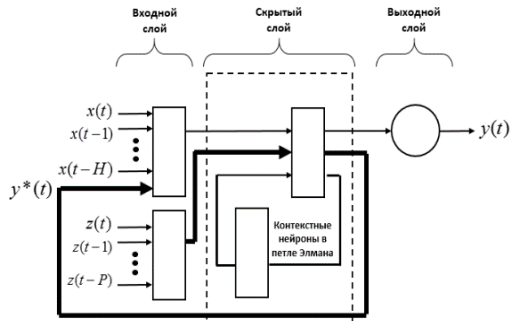 Входной
слой
Скрытый
слой
Выходной
слой
x(t)
x(t−1)
x(t−H)
y*(t)
z(t)
z(t−1)
z(t−P)
Контекстные
нейроны в
петле Элмана
y(t)